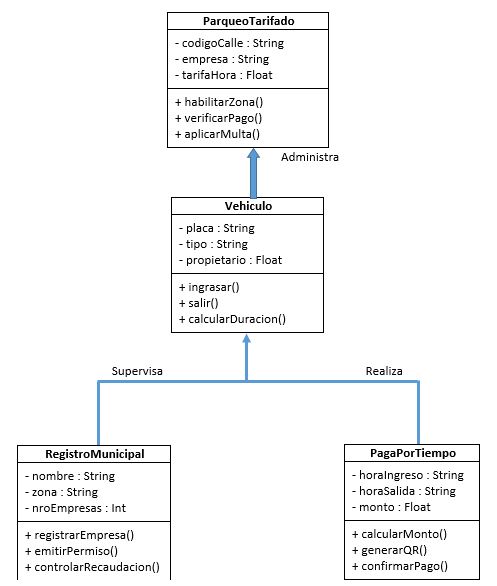 ParqueoTarifado
- codigoCalle : String
- empresa : String
- tarifaHora : Float
+ habilitarZona()
+ verificarPago()
+ aplicarMulta()
Administra
Vehiculo
- placa : String
- tipo : String
- propietario : Float
+ ingrasar()
+ salir()
+ calcularDuracion()
Supervisa
Realiza
RegistroMunicipal
- nombre : String
- zona : String
- nroEmpresas : Int
+ registrarEmpresa()
+ emitirPermiso()
+ controlarRecaudacion()
PagaPorTiempo
- horaIngreso : String
- horaSalida : String
- monto : Float
+ calcularMonto()
+ generarQR()
+ confirmarPago()